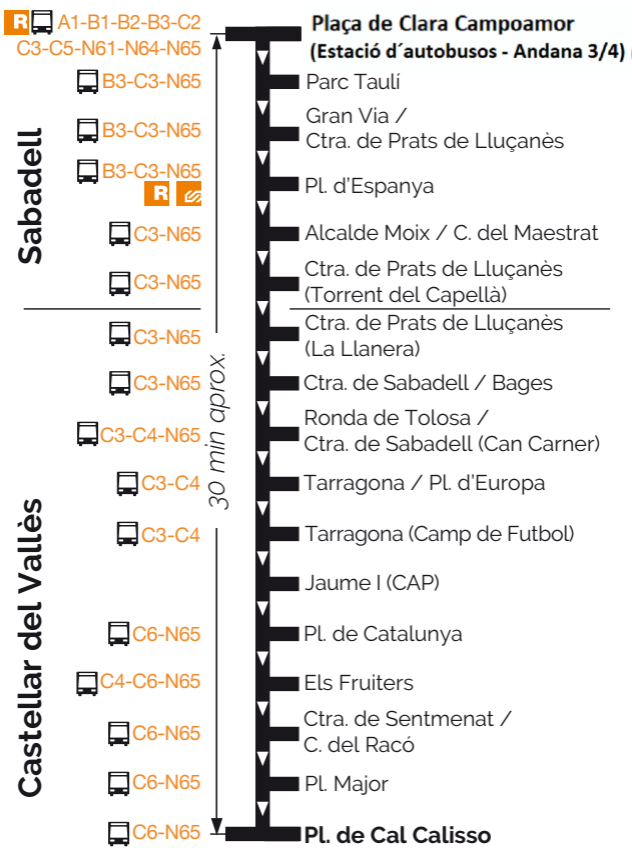 R A1-B1-B2-B3-C2
C3-C5-N61-N64-N65
Plaça de Clara Campoamor
(Estació d´autobusos - Andana 3/4)
B3-C3-N65
Parc Taulí
B3-C3-N65
Gran Via /
Ctra. de Prats de Lluçanès
B3-C3-N65
R
Pl. d'Espanya
C3-N65
Alcalde Moix / C. del Maestrat
C3-N65
Ctra. de Prats de Lluçanès
(Torrent del Capellà)
Sabadell
C3-N65
Ctra. de Prats de Lluçanès
(La Llanera)
C3-N65
Ctra. de Sabadell / Bages
C3-C4-N65
Ronda de Tolosa /
Ctra. de Sabadell (Can Carner)
30 min aprox.
C3-C4
Tarragona / Pl. d'Europa
C3-C4
Tarragona (Camp de Futbol)
Jaume I (CAP)
C6-N65
Pl. de Catalunya
C4-C6-N65
Els Fruiters
C6-N65
Ctra. de Sentmenat /
C. del Racó
C6-N65
Pl. Major
C6-N65
Pl. de Cal Calisso
Castellar del Vallès